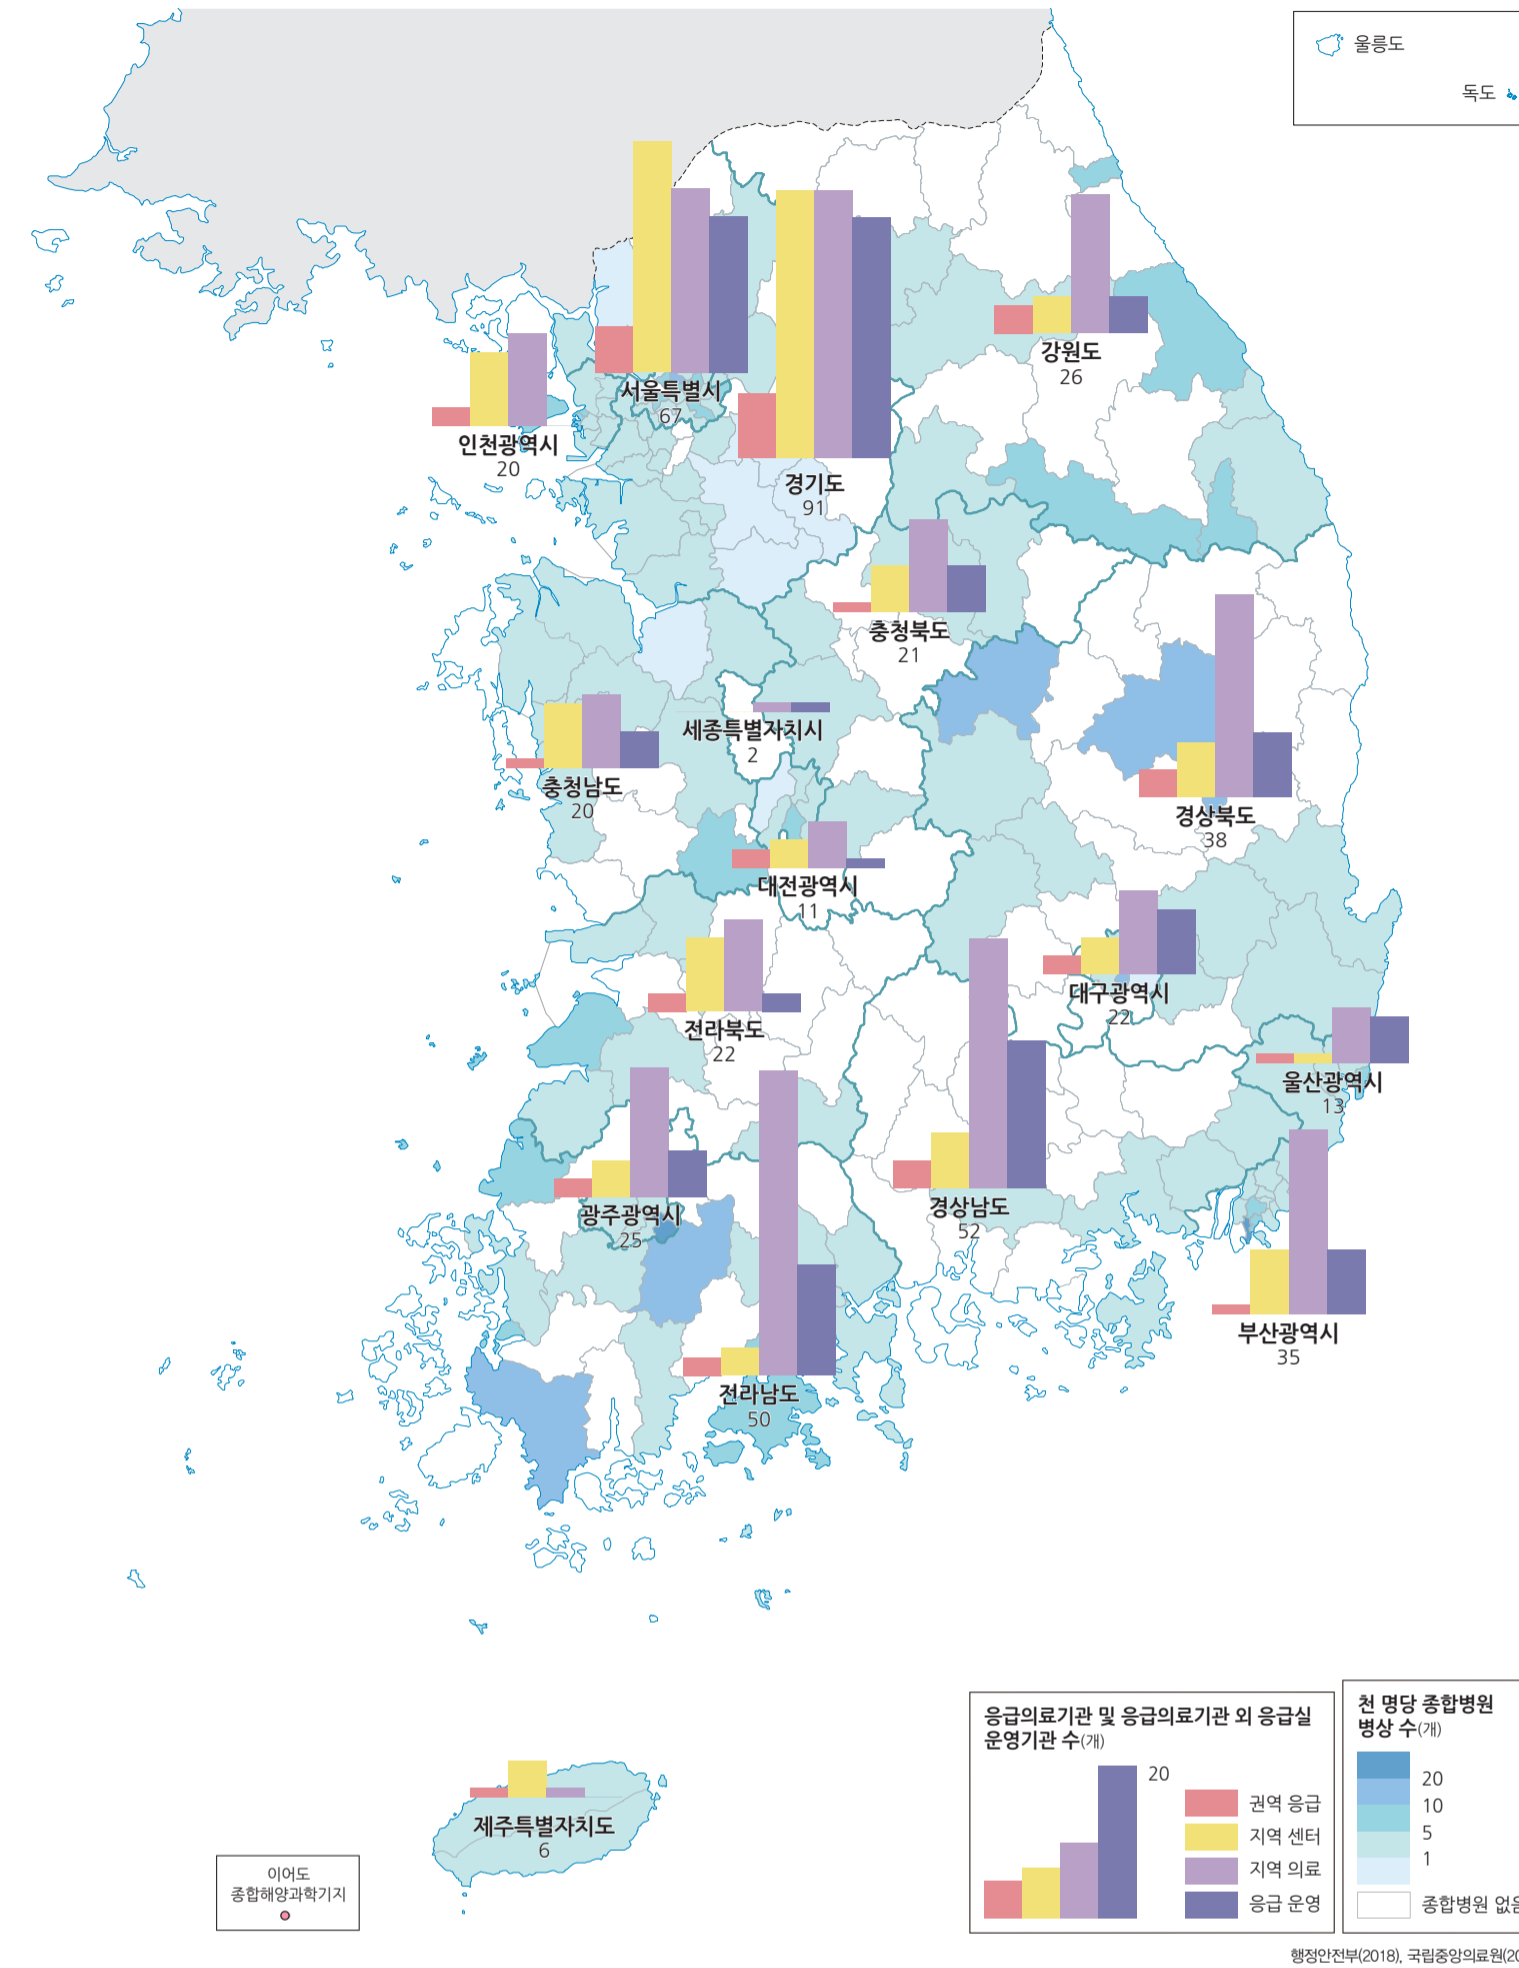 울릉도
독도
서울특별시
67
강원도
26
인천광역시
20
경기도
91
충청북도
21
세종특별자치시
2
충청남도
20
경상북도
38
대전광역시
11
대구광역시
22
전라북도
22
울산광역시
13
광주광역시
25
경상남도
52
부산광역시
35
전라남도
50
제주특별자치도
6
이어도
종합해양과학기지
응급의료기관 및 응급의료기관 외 응급실
운영기관 수(개)
20
권역 응급
지역 센터
지역 의료
응급 운영
천 명당 종합병원
병상 수(개)
20
10
5
1
종합병원
행정안전부(2018), 국립중앙의료원(20